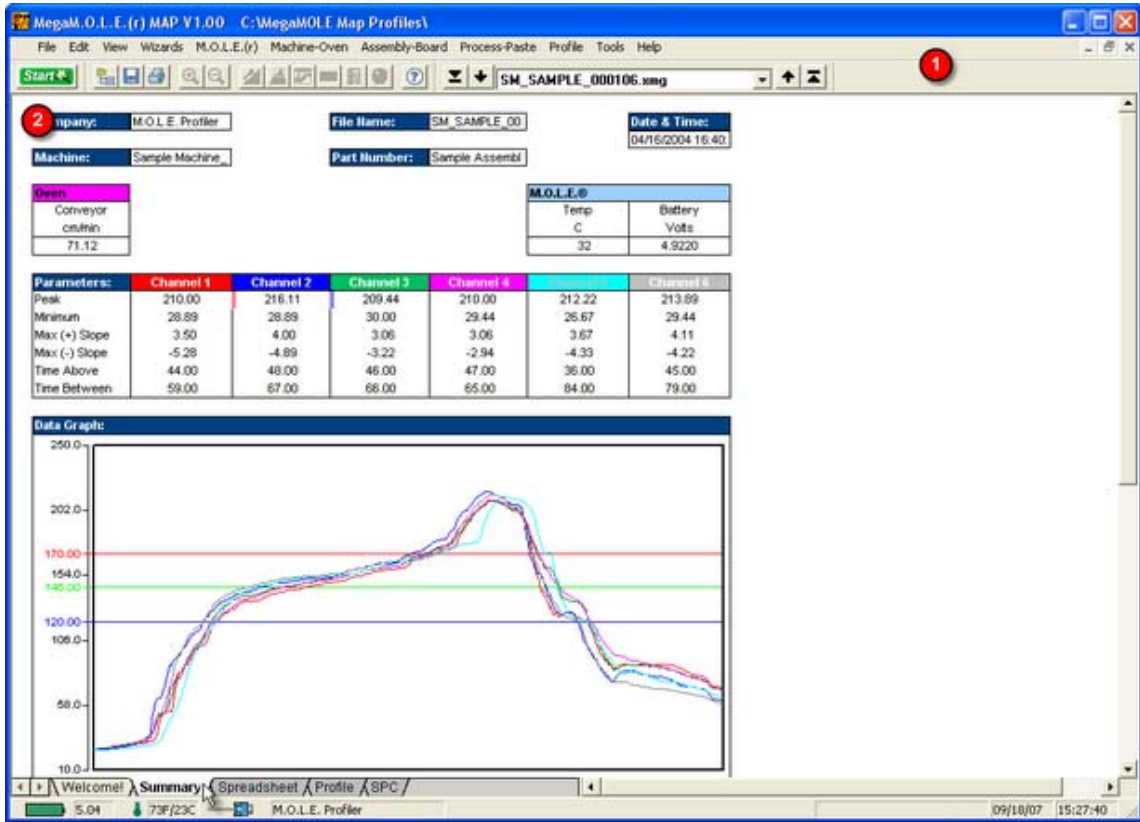 MegaM.O.L.E.(r) MAP V1.00 C:\MegaMOLE Map Profiles\
File Edit View Wizards M.O.L.E.(r) Machine-Oven Assembly-Board Process-Paste Profile Tools Help
1
Start SM_SAMPLE_000106.xmg
2
mpany: M.O.L.E. Profiler File Name: SM_SAMPLE_00 Date & Time:
04/16/2004 16:40:
Machine: Sample Machine_ Part Number: Sample Assembl
Oven M.O.L.E.®
Conveyor Temp Battery
cm/min C Volts
71.12 32 4.9220
Parameters: Channel 1 Channel 2 Channel 3 Channel 4 Channel 6
Peak 210.00 216.11 209.44 210.00 212.22 213.89
Minimum 28.89 28.89 30.00 29.44 26.67 29.44
Max (+) Slope 3.50 4.00 3.06 3.06 3.67 4.11
Max (-) Slope -5.28 -4.89 -3.22 -2.94 -4.33 -4.22
Time Above 44.00 48.00 46.00 47.00 36.00 45.00
Time Between 59.00 67.00 66.00 65.00 84.00 79.00
Data Graph:
250.0
202.0
170.00
154.0
145.00
120.00
106.0
58.0
10.0
Welcome! Summary Spreadsheet Profile SPC
5.04 73F/23C M.O.L.E. Profiler 09/18/07 15:27:40